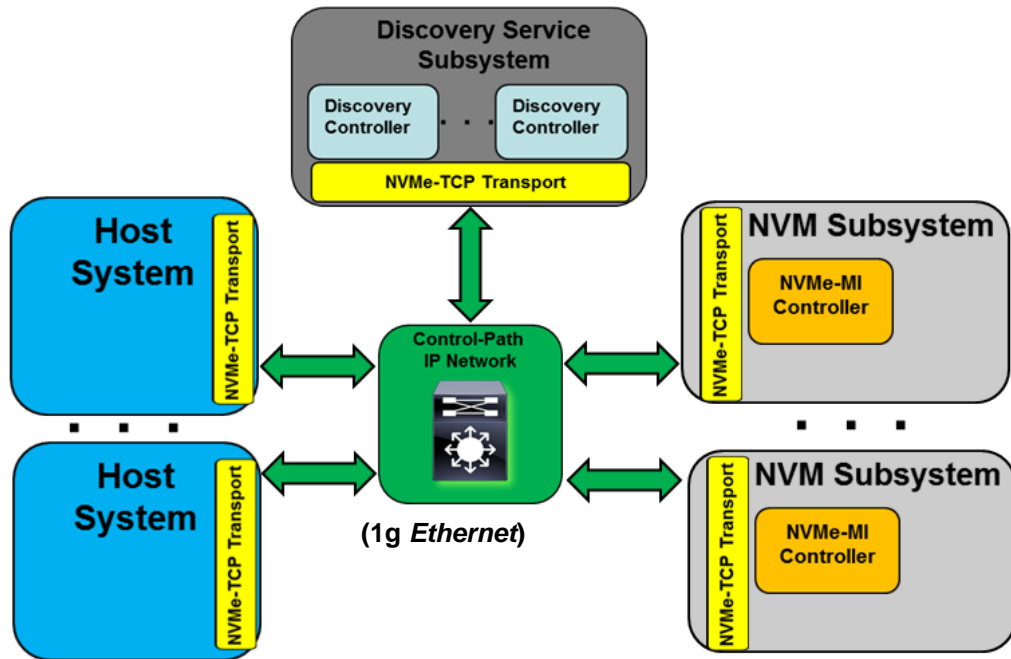 Discovery Service
Subsystem
Discovery
Controller
. . .
Discovery
Controller
NVMe-TCP Transport
Host
System
NVMe-TCP Transport
NVMe-TCP Transport
NVM Subsystem
NVMe-MI
Controller
Control-Path
IP Network
. . .
. . .
Host
System
NVMe-TCP Transport
(1g Ethernet)
NVMe-TCP Transport
NVM Subsystem
NVMe-MI
Controller